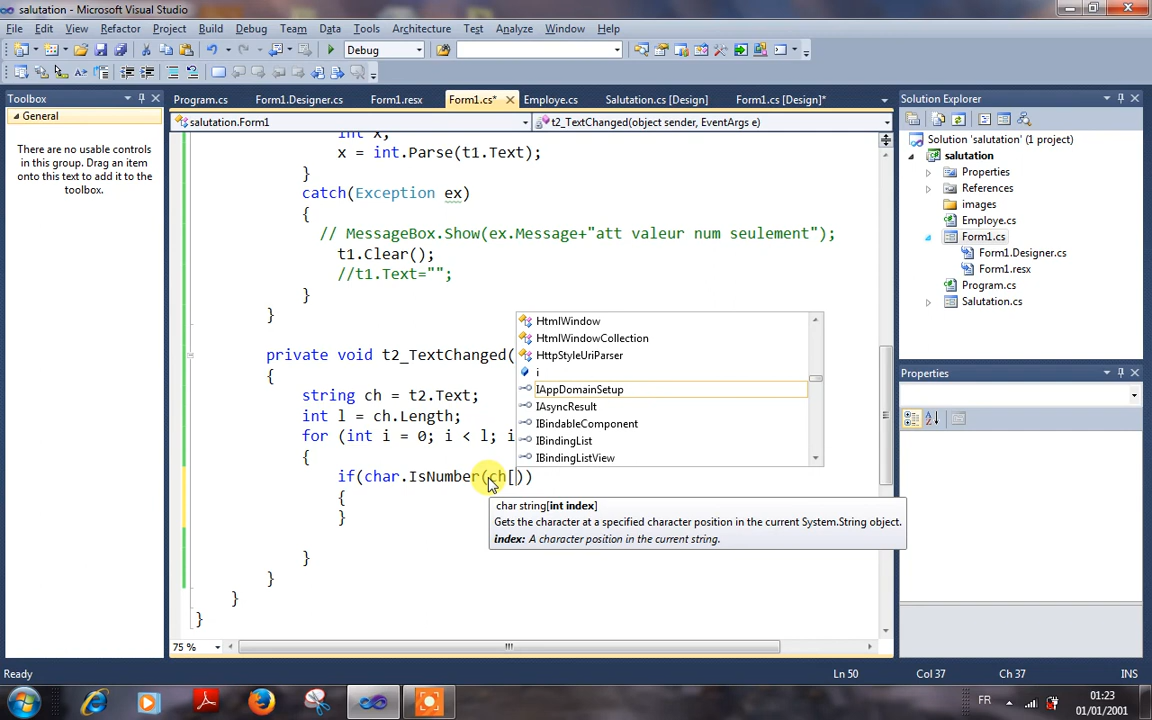 salutation - Microsoft Visual Studio
File Edit View Refactor Project Build Debug Team Data Tools Architecture Test Analyze Window Help
Debug
Toolbox
General
There are no usable controls
in this group. Drag an item
onto this text to add it to the
toolbox.
Program.cs Form1.Designer.cs Form1.resx Form1.cs* Employe.cs Salutation.cs [Design] Form1.cs [Design]*
salutation.Form1 t2_TextChanged(object sender, EventArgs e)
int x;
x = int.Parse(t1.Text);
}
catch(Exception ex)
{
// MessageBox.Show(ex.Message+"att valeur num seulement");
t1.Clear();
//t1.Text="";
}
}
private void t2_TextChanged(
{
string ch = t2.Text;
int l = ch.Length;
for (int i = 0; i < l; i
{
if(char.IsNumber(ch[))
{
}
}
}
}
}
HtmlWindow
HtmlWindowCollection
HttpStyleUriParser
i
IAppDomainSetup
IAsyncResult
IBindableComponent
IBindingList
IBindingListView
char string[int index]
Gets the character at a specified character position in the current System.String object.
index: A character position in the current string.
75 %
Solution Explorer
Solution 'salutation' (1 project)
salutation
Properties
References
images
Employe.cs
Form1.cs
Form1.Designer.cs
Form1.resx
Program.cs
Salutation.cs
Properties
Ready Ln 50 Col 37 Ch 37 INS
FR 01:23
01/01/2001